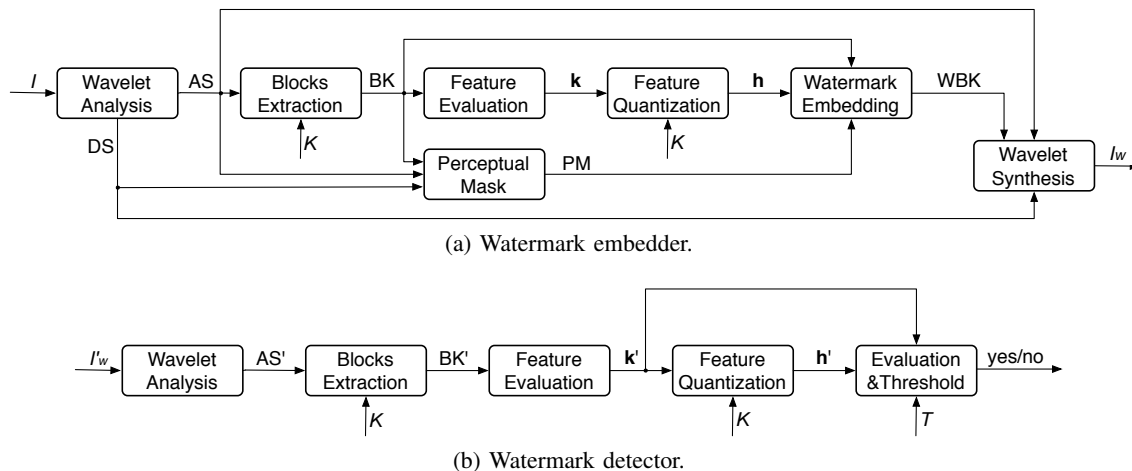 I
Wavelet
Analysis
AS
Blocks
Extraction
BK
Feature
Evaluation
k
Feature
Quantization
h
Watermark
Embedding
WBK
DS
K
K
Perceptual
Mask
PM
Wavelet
Synthesis
Iw
(a) Watermark embedder.
I'w
Wavelet
Analysis
AS'
Blocks
Extraction
BK'
Feature
Evaluation
k'
Feature
Quantization
h'
Evaluation
&Threshold
yes/no
K
K
T
(b) Watermark detector.